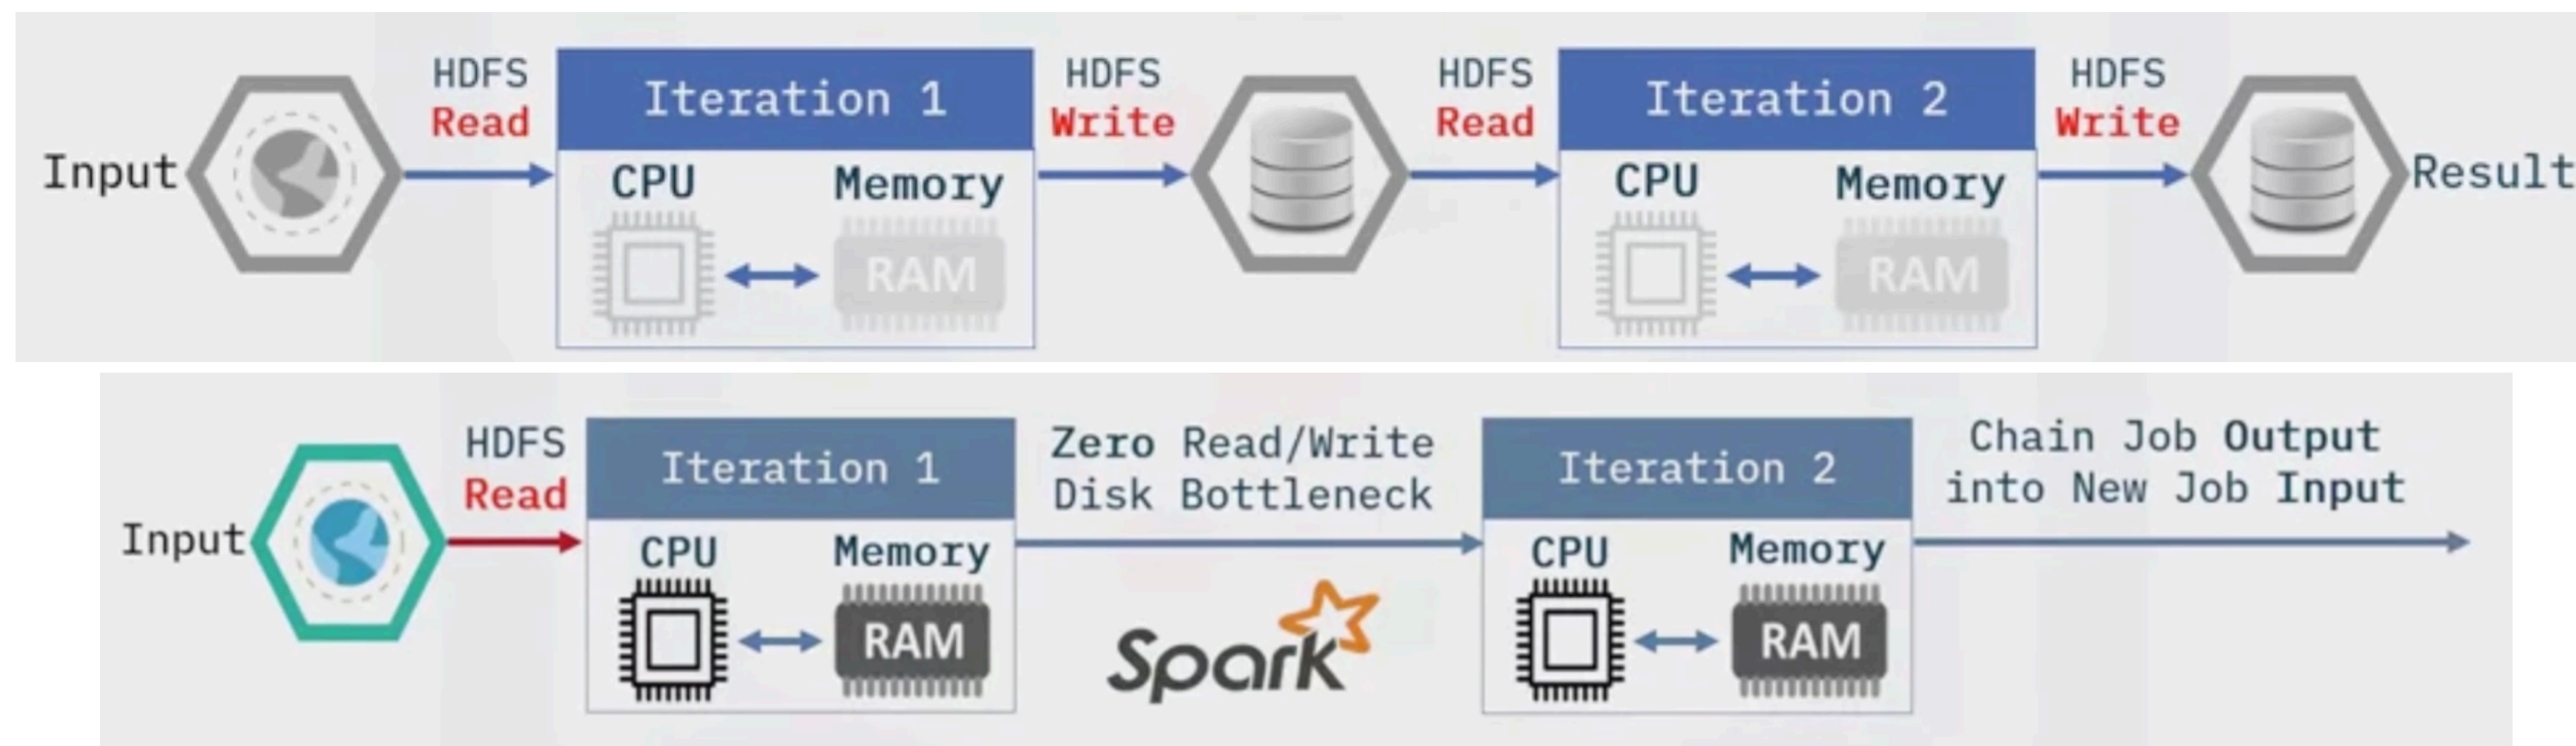 Input
HDFS
Read
Iteration 1
CPU Memory
RAM
HDFS
Write
HDFS
Read
Iteration 2
CPU Memory
RAM
HDFS
Write
Result
Input
HDFS
Read
Iteration 1
CPU Memory
RAM
Zero Read/Write
Disk Bottleneck
Spark
Iteration 2
CPU Memory
RAM
Chain Job Output
into New Job Input